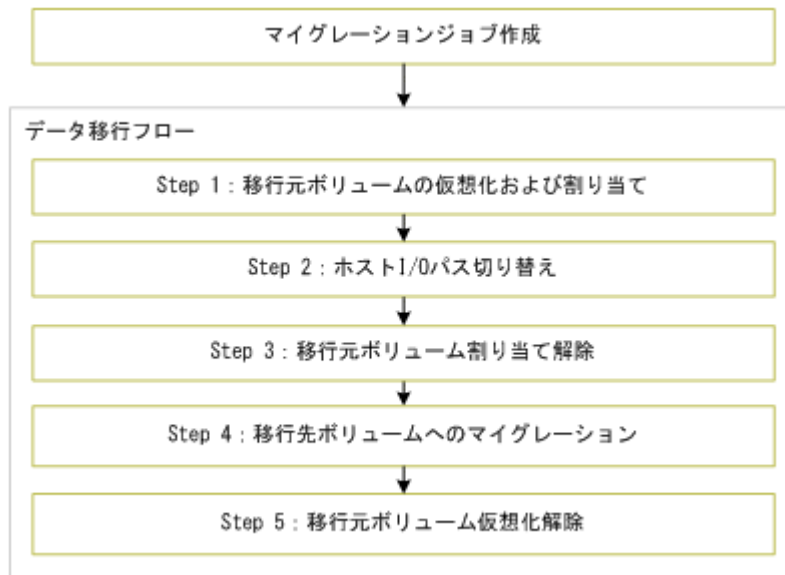 マイグレーションジョブ作成
データ移行フロー
Step 1：移行元ボリュームの仮想化および割り当て
Step 2：ホストI/Oパス切り替え
Step 3：移行元ボリューム割り当て解除
Step 4：移行先ボリュームへのマイグレーション
Step 5：移行元ボリューム仮想化解除